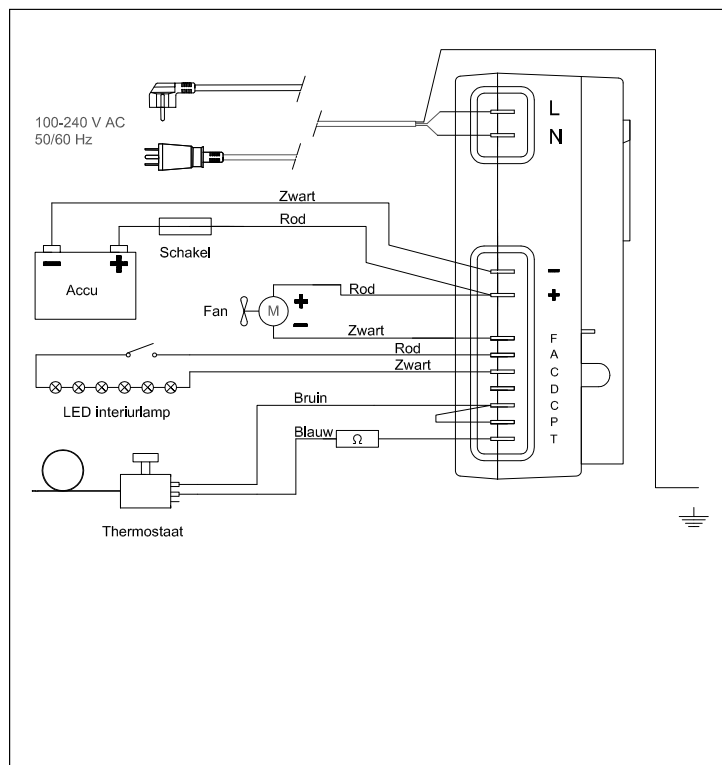 100-240 V AC
50/60 Hz
L
N
Zwart
Rod
Schakel
− +
Accu
−
+
Rod
Fan
M
+
−
Zwart
F
Rod
A
Zwart
C
LED interiurlamp
D
Bruin
C
P
Blauw
Ω
T
Thermostaat